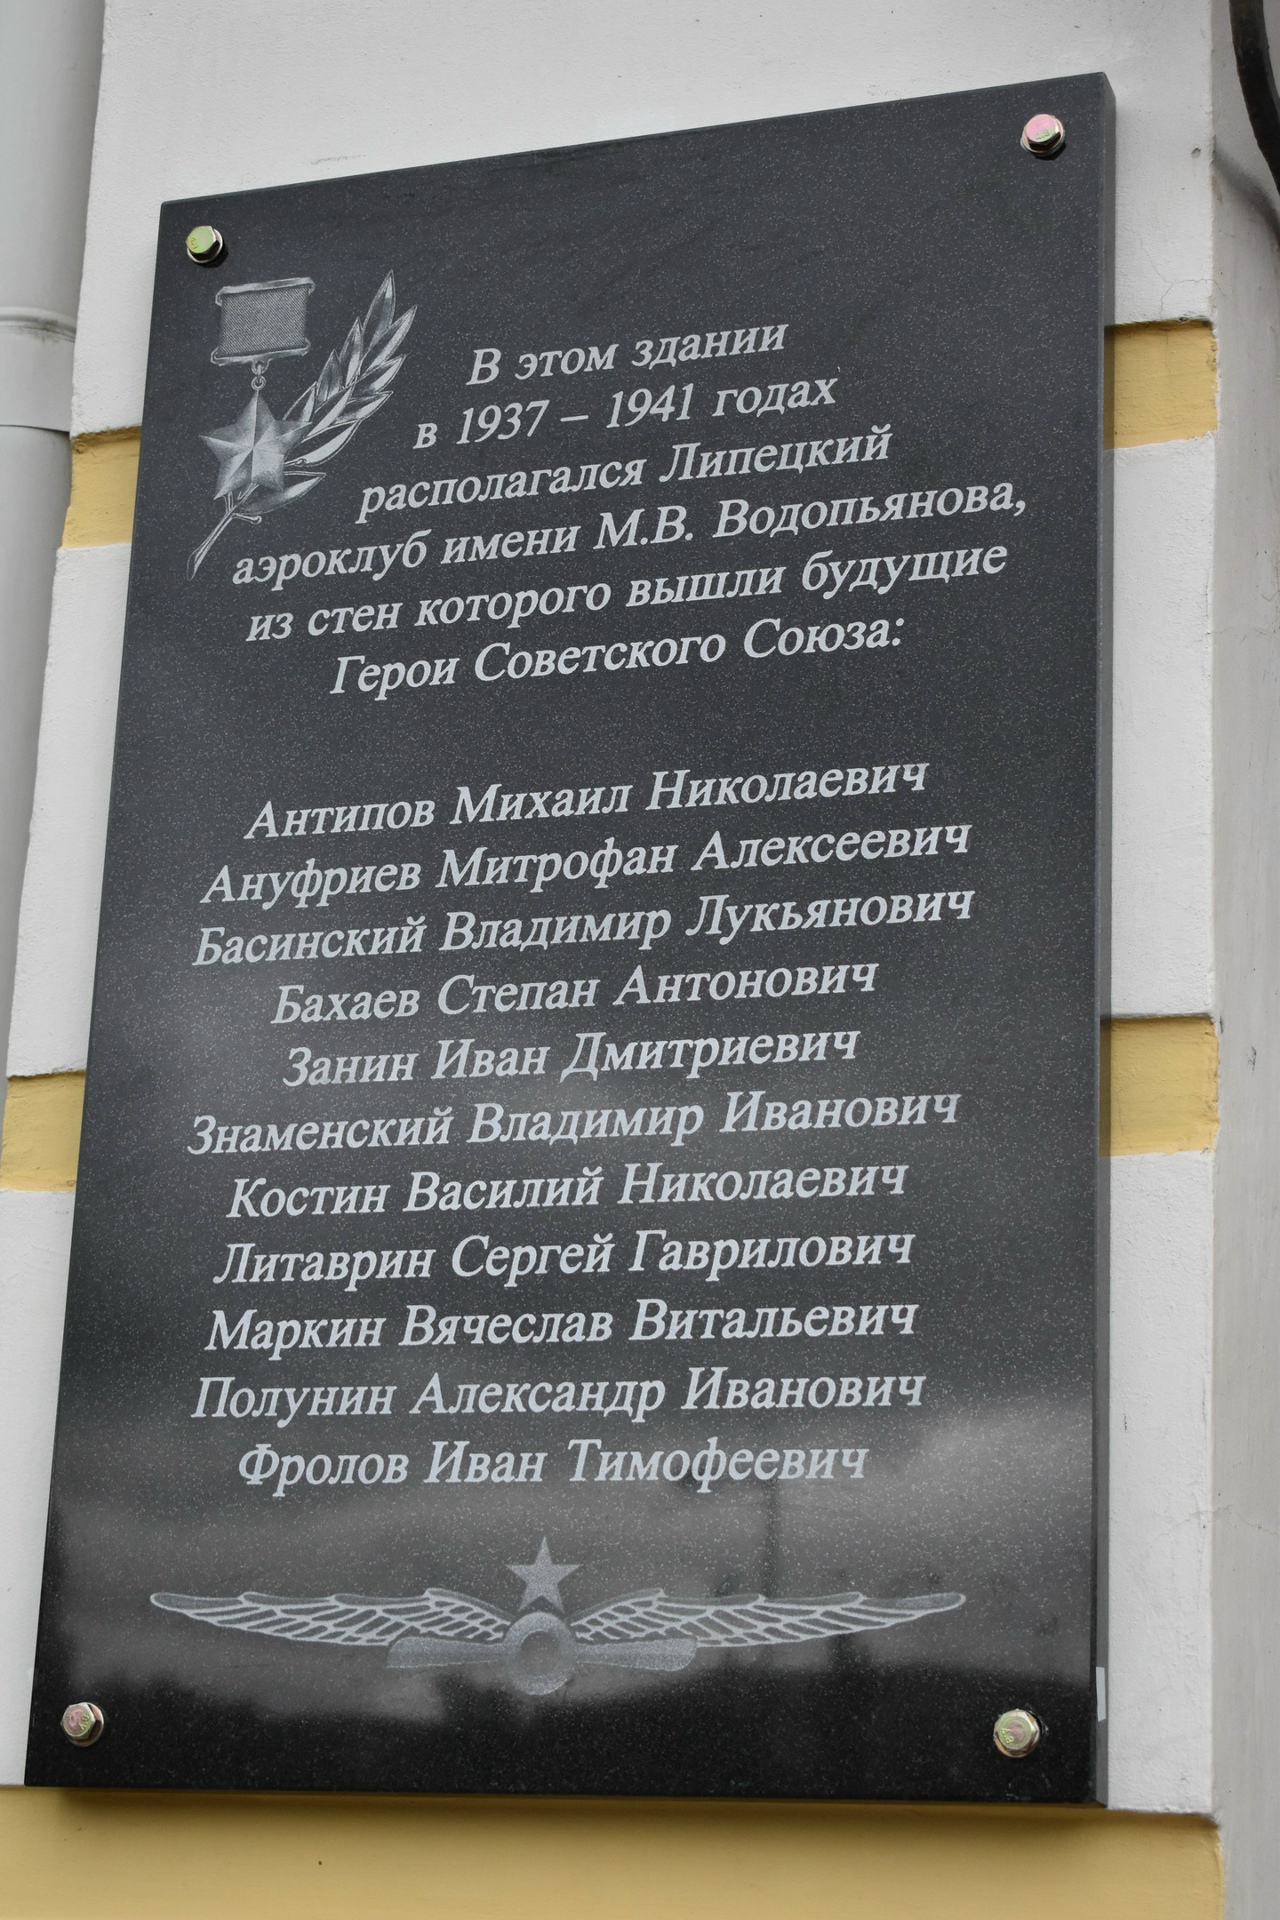 В этом здании
в 1937 – 1941 годах
располагался Липецкий
аэроклуб имени М.В. Водопьянова,
из стен которого вышли будущие
Герои Советского Союза:
Антипов Михаил Николаевич
Ануфриев Митрофан Алексеевич
Басинский Владимир Лукьянович
Бахаев Степан Антонович
Занин Иван Дмитриевич
Знаменский Владимир Иванович
Костин Василий Николаевич
Литаврин Сергей Гаврилович
Маркин Вячеслав Витальевич
Полунин Александр Иванович
Фролов Иван Тимофеевич